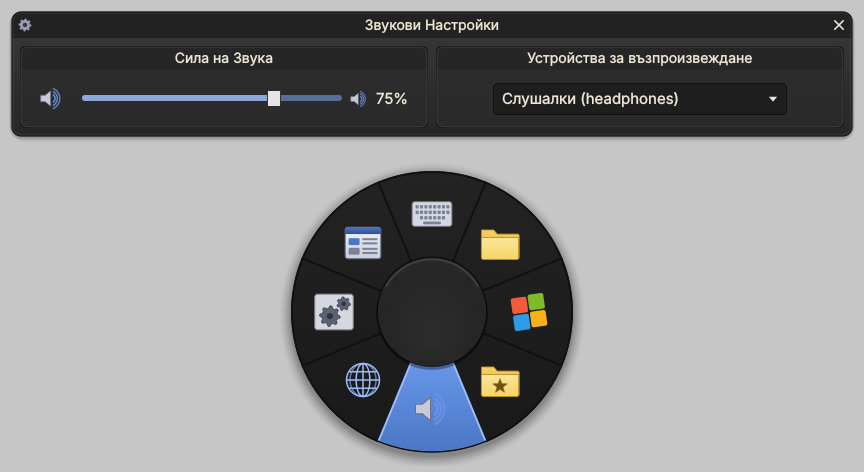 Звукови Настройки
Сила на Звука
75%
Устройства за възпроизвеждане
Слушалки (headphones)